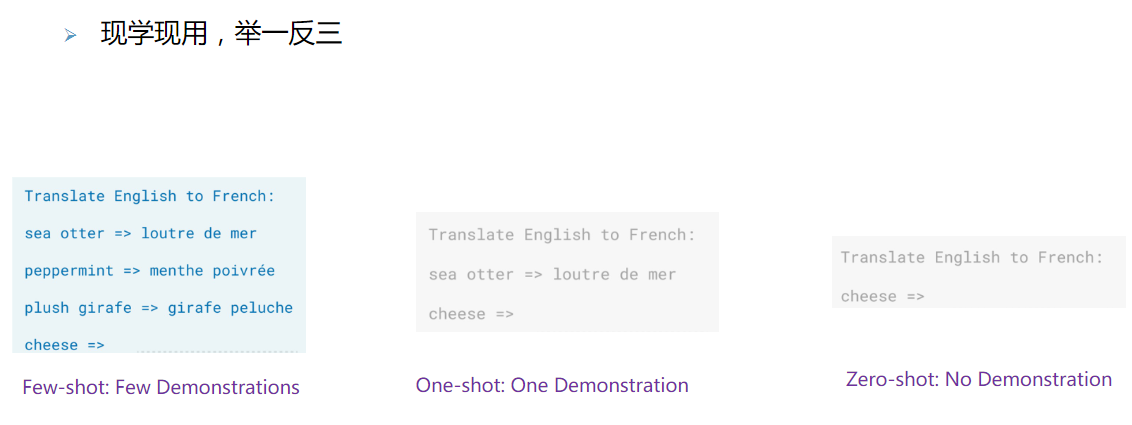 现学现用，举一反三
Translate English to French:
sea otter => loutre de mer
peppermint => menthe poivrée
plush girafe => girafe peluche
cheese =>
Few-shot: Few Demonstrations
Translate English to French:
sea otter => loutre de mer
cheese =>
One-shot: One Demonstration
Translate English to French:
cheese =>
Zero-shot: No Demonstration